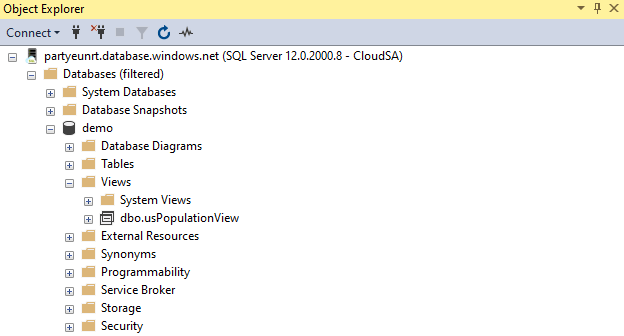 Object Explorer
Connect
partyeunrt.database.windows.net (SQL Server 12.0.2000.8 - CloudSA)
Databases (filtered)
System Databases
Database Snapshots
demo
Database Diagrams
Tables
Views
System Views
dbo.usPopulationView
External Resources
Synonyms
Programmability
Service Broker
Storage
Security